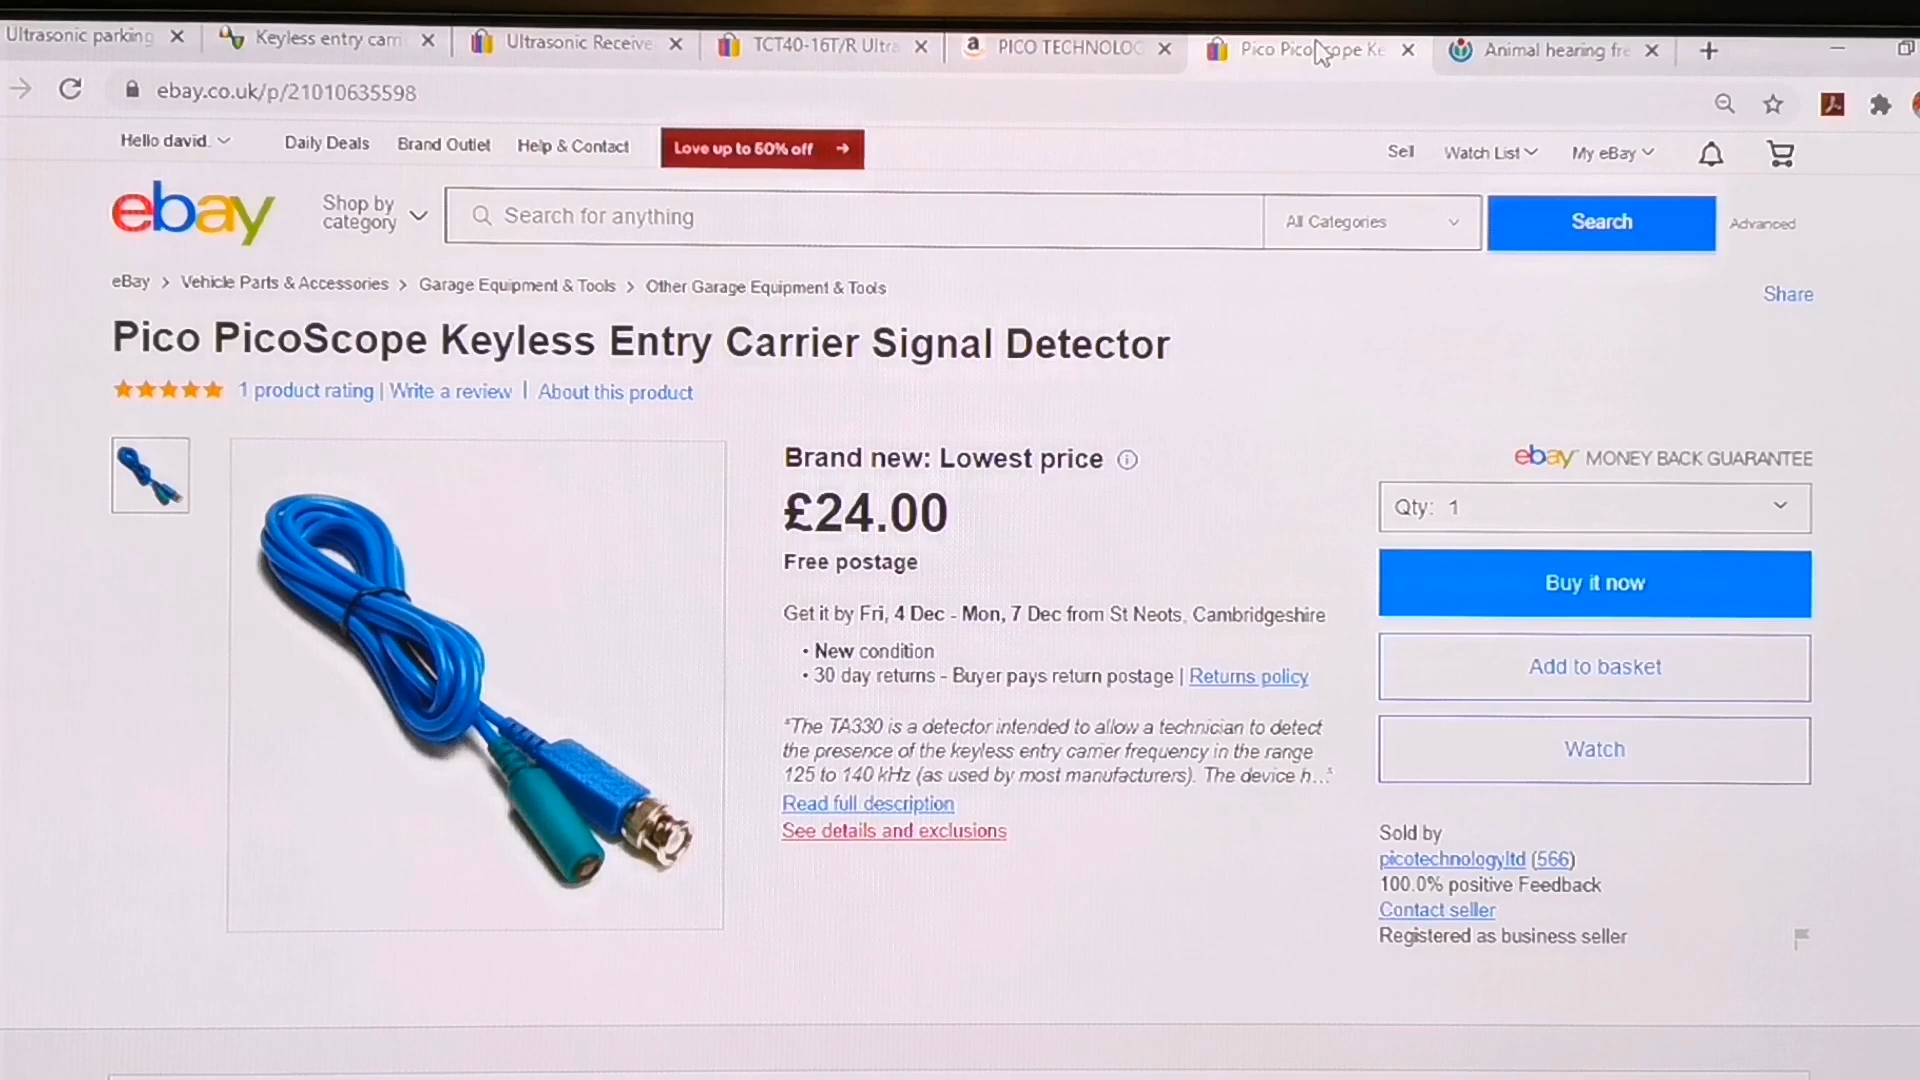 Ultrasonic parking
Keyless entry carri
Ultrasonic Receive
TCT40-16T/R Ultra
PICO TECHNOLOG
Pico Picoscope Ke
Animal hearing fre
ebay.co.uk/p/21010635598
Hello david.
Daily Deals
Brand Outlet
Help & Contact
Love up to 50% off
Sell
Watch List
My eBay
ebay
Shop by
category
Search for anything
All Categories
Search
Advanced
eBay > Vehicle Parts & Accessories > Garage Equipment & Tools > Other Garage Equipment & Tools
Share
Pico PicoScope Keyless Entry Carrier Signal Detector
1 product rating | Write a review | About this product
Brand new: Lowest price
£24.00
Free postage
Get it by Fri, 4 Dec - Mon, 7 Dec from St Neots, Cambridgeshire
• New condition
• 30 day returns - Buyer pays return postage | Returns policy
"The TA330 is a detector intended to allow a technician to detect
the presence of the keyless entry carrier frequency in the range
125 to 140 kHz (as used by most manufacturers). The device h..."
Read full description
See details and exclusions
ebay MONEY BACK GUARANTEE
Qty: 1
Buy it now
Add to basket
Watch
Sold by
picotechnologyltd (566)
100.0% positive Feedback
Contact seller
Registered as business seller